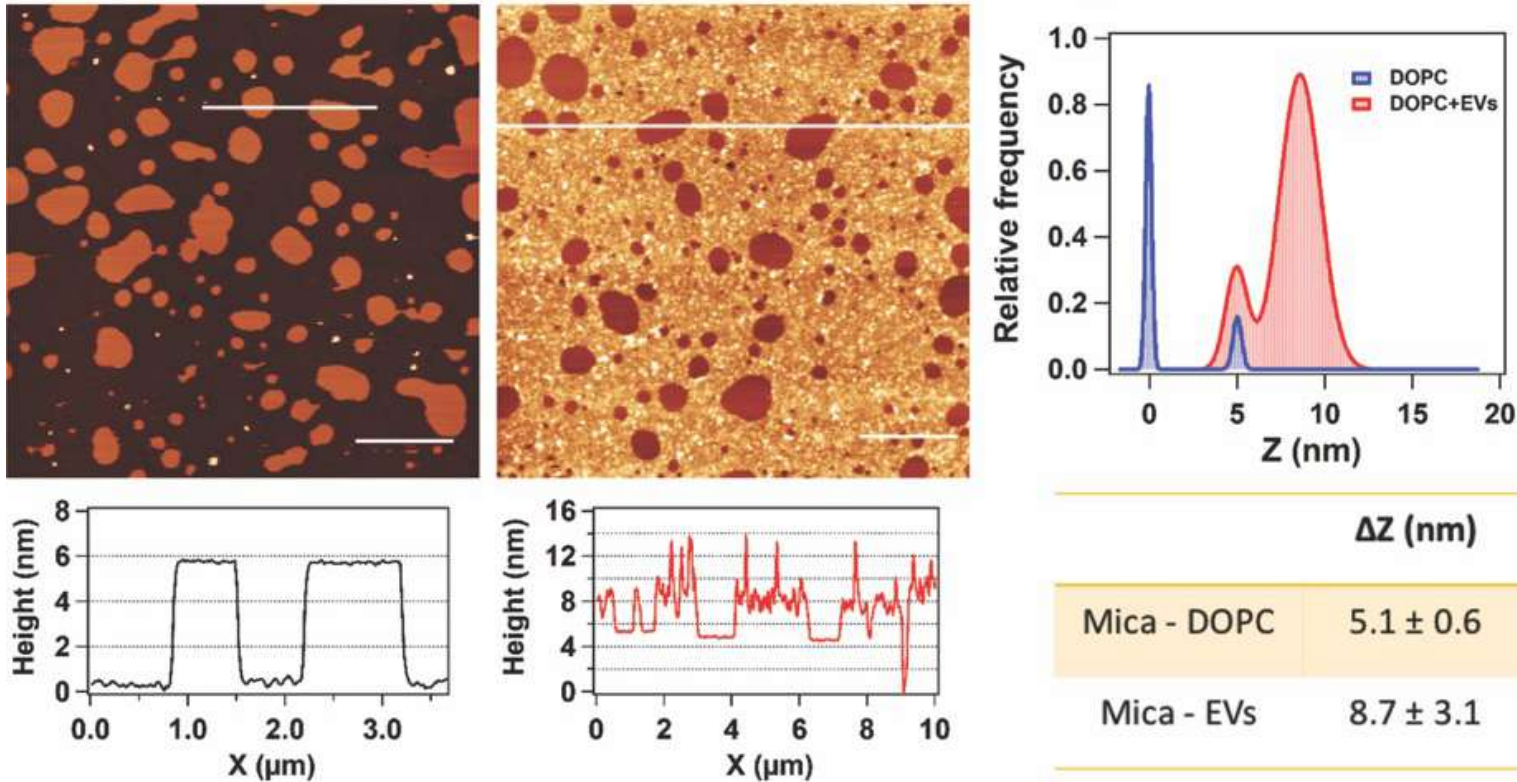 1.0
0.8
0.6
0.4
0.2
0.0
Relative frequency
DOPC
DOPC+EVs
0 5 10 15 20
Z (nm)
8
6
4
2
0
Height (nm)
0.0 1.0 2.0 3.0
X (µm)
16
12
8
4
0
Height (nm)
0 2 4 6 8 10
X (µm)
ΔZ (nm)
Mica - DOPC 5.1 ± 0.6
Mica - EVs 8.7 ± 3.1